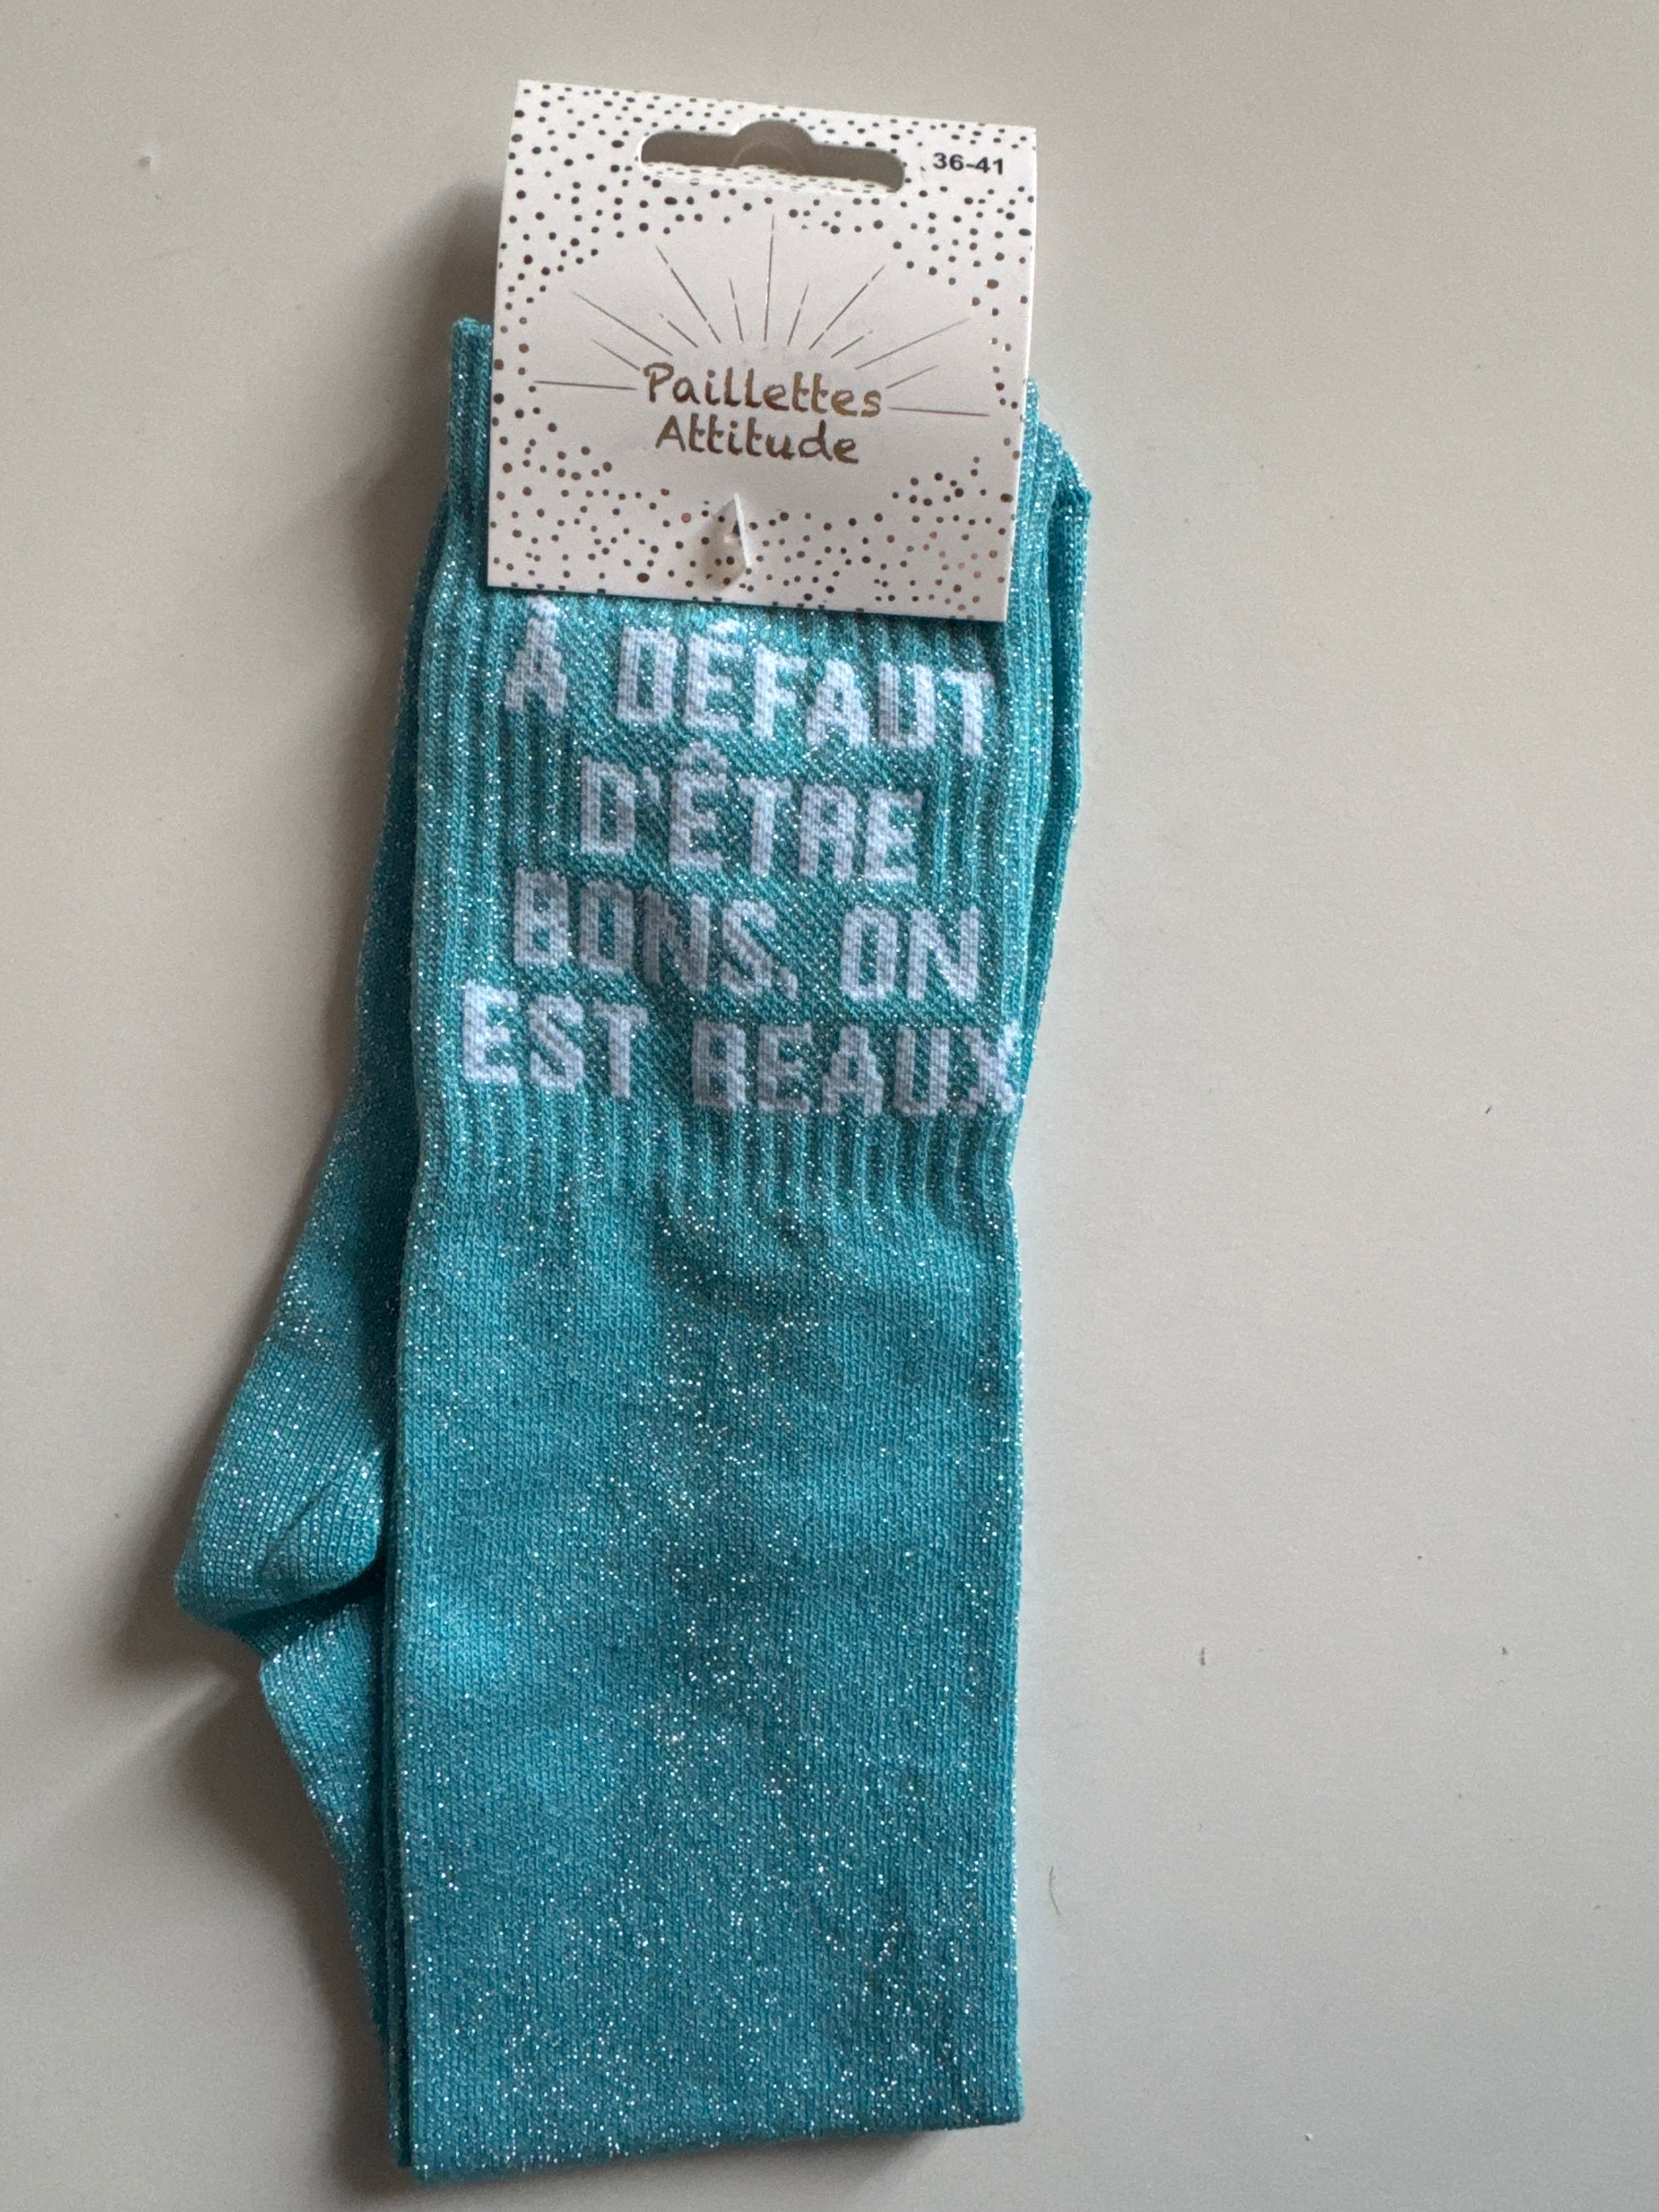 36-41
Paillettes
Attitude
À DÉFAUT
D'ÊTRE
BONS, ON
EST BEAUX